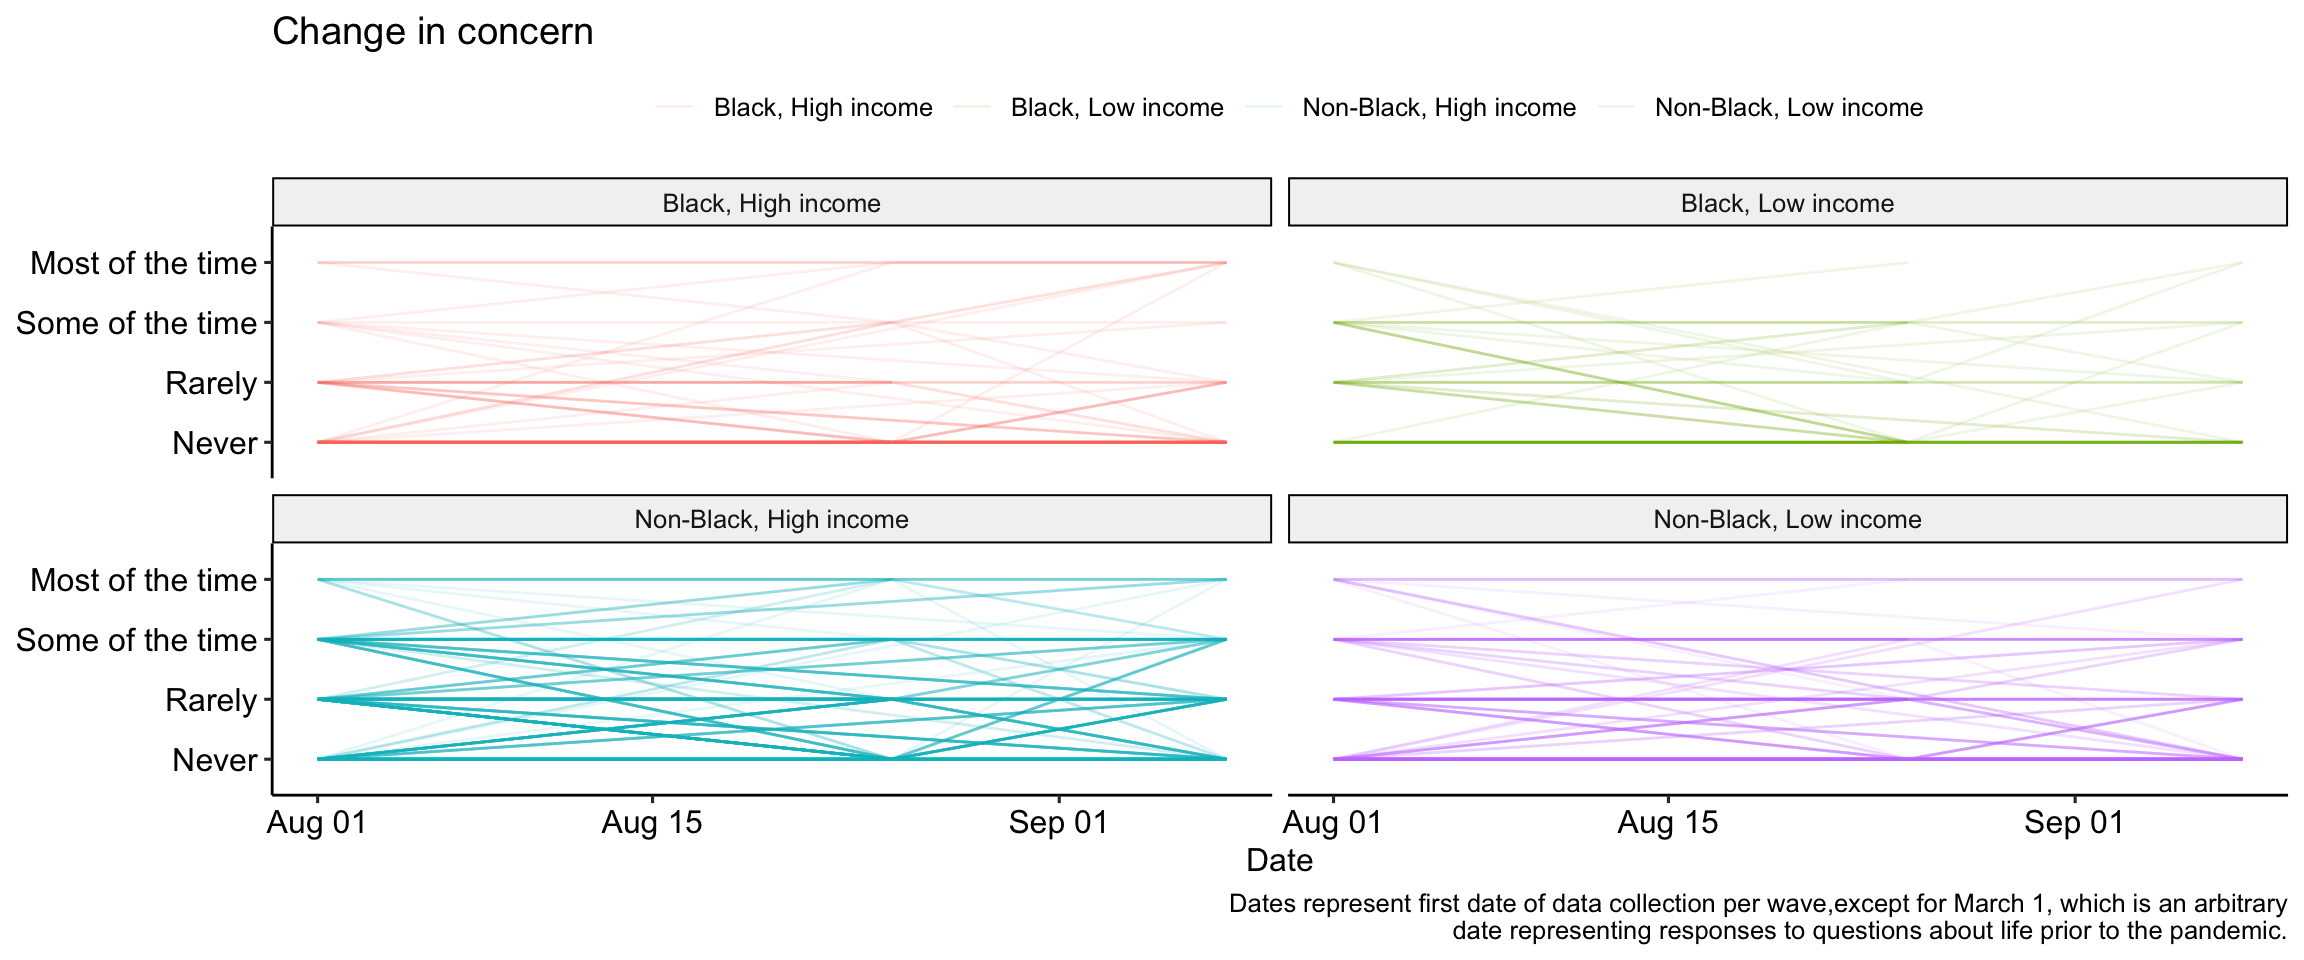 Change in concern
Black, High income Black, Low income Non-Black, High income Non-Black, Low income
Black, High income
Black, Low income
Most of the time
Some of the time
Rarely
Never
Non-Black, High income
Non-Black, Low income
Most of the time
Some of the time
Rarely
Never
Aug 01 Aug 15 Sep 01
Aug 01 Aug 15 Sep 01
Date
Dates represent first date of data collection per wave,except for March 1, which is an arbitrary
date representing responses to questions about life prior to the pandemic.